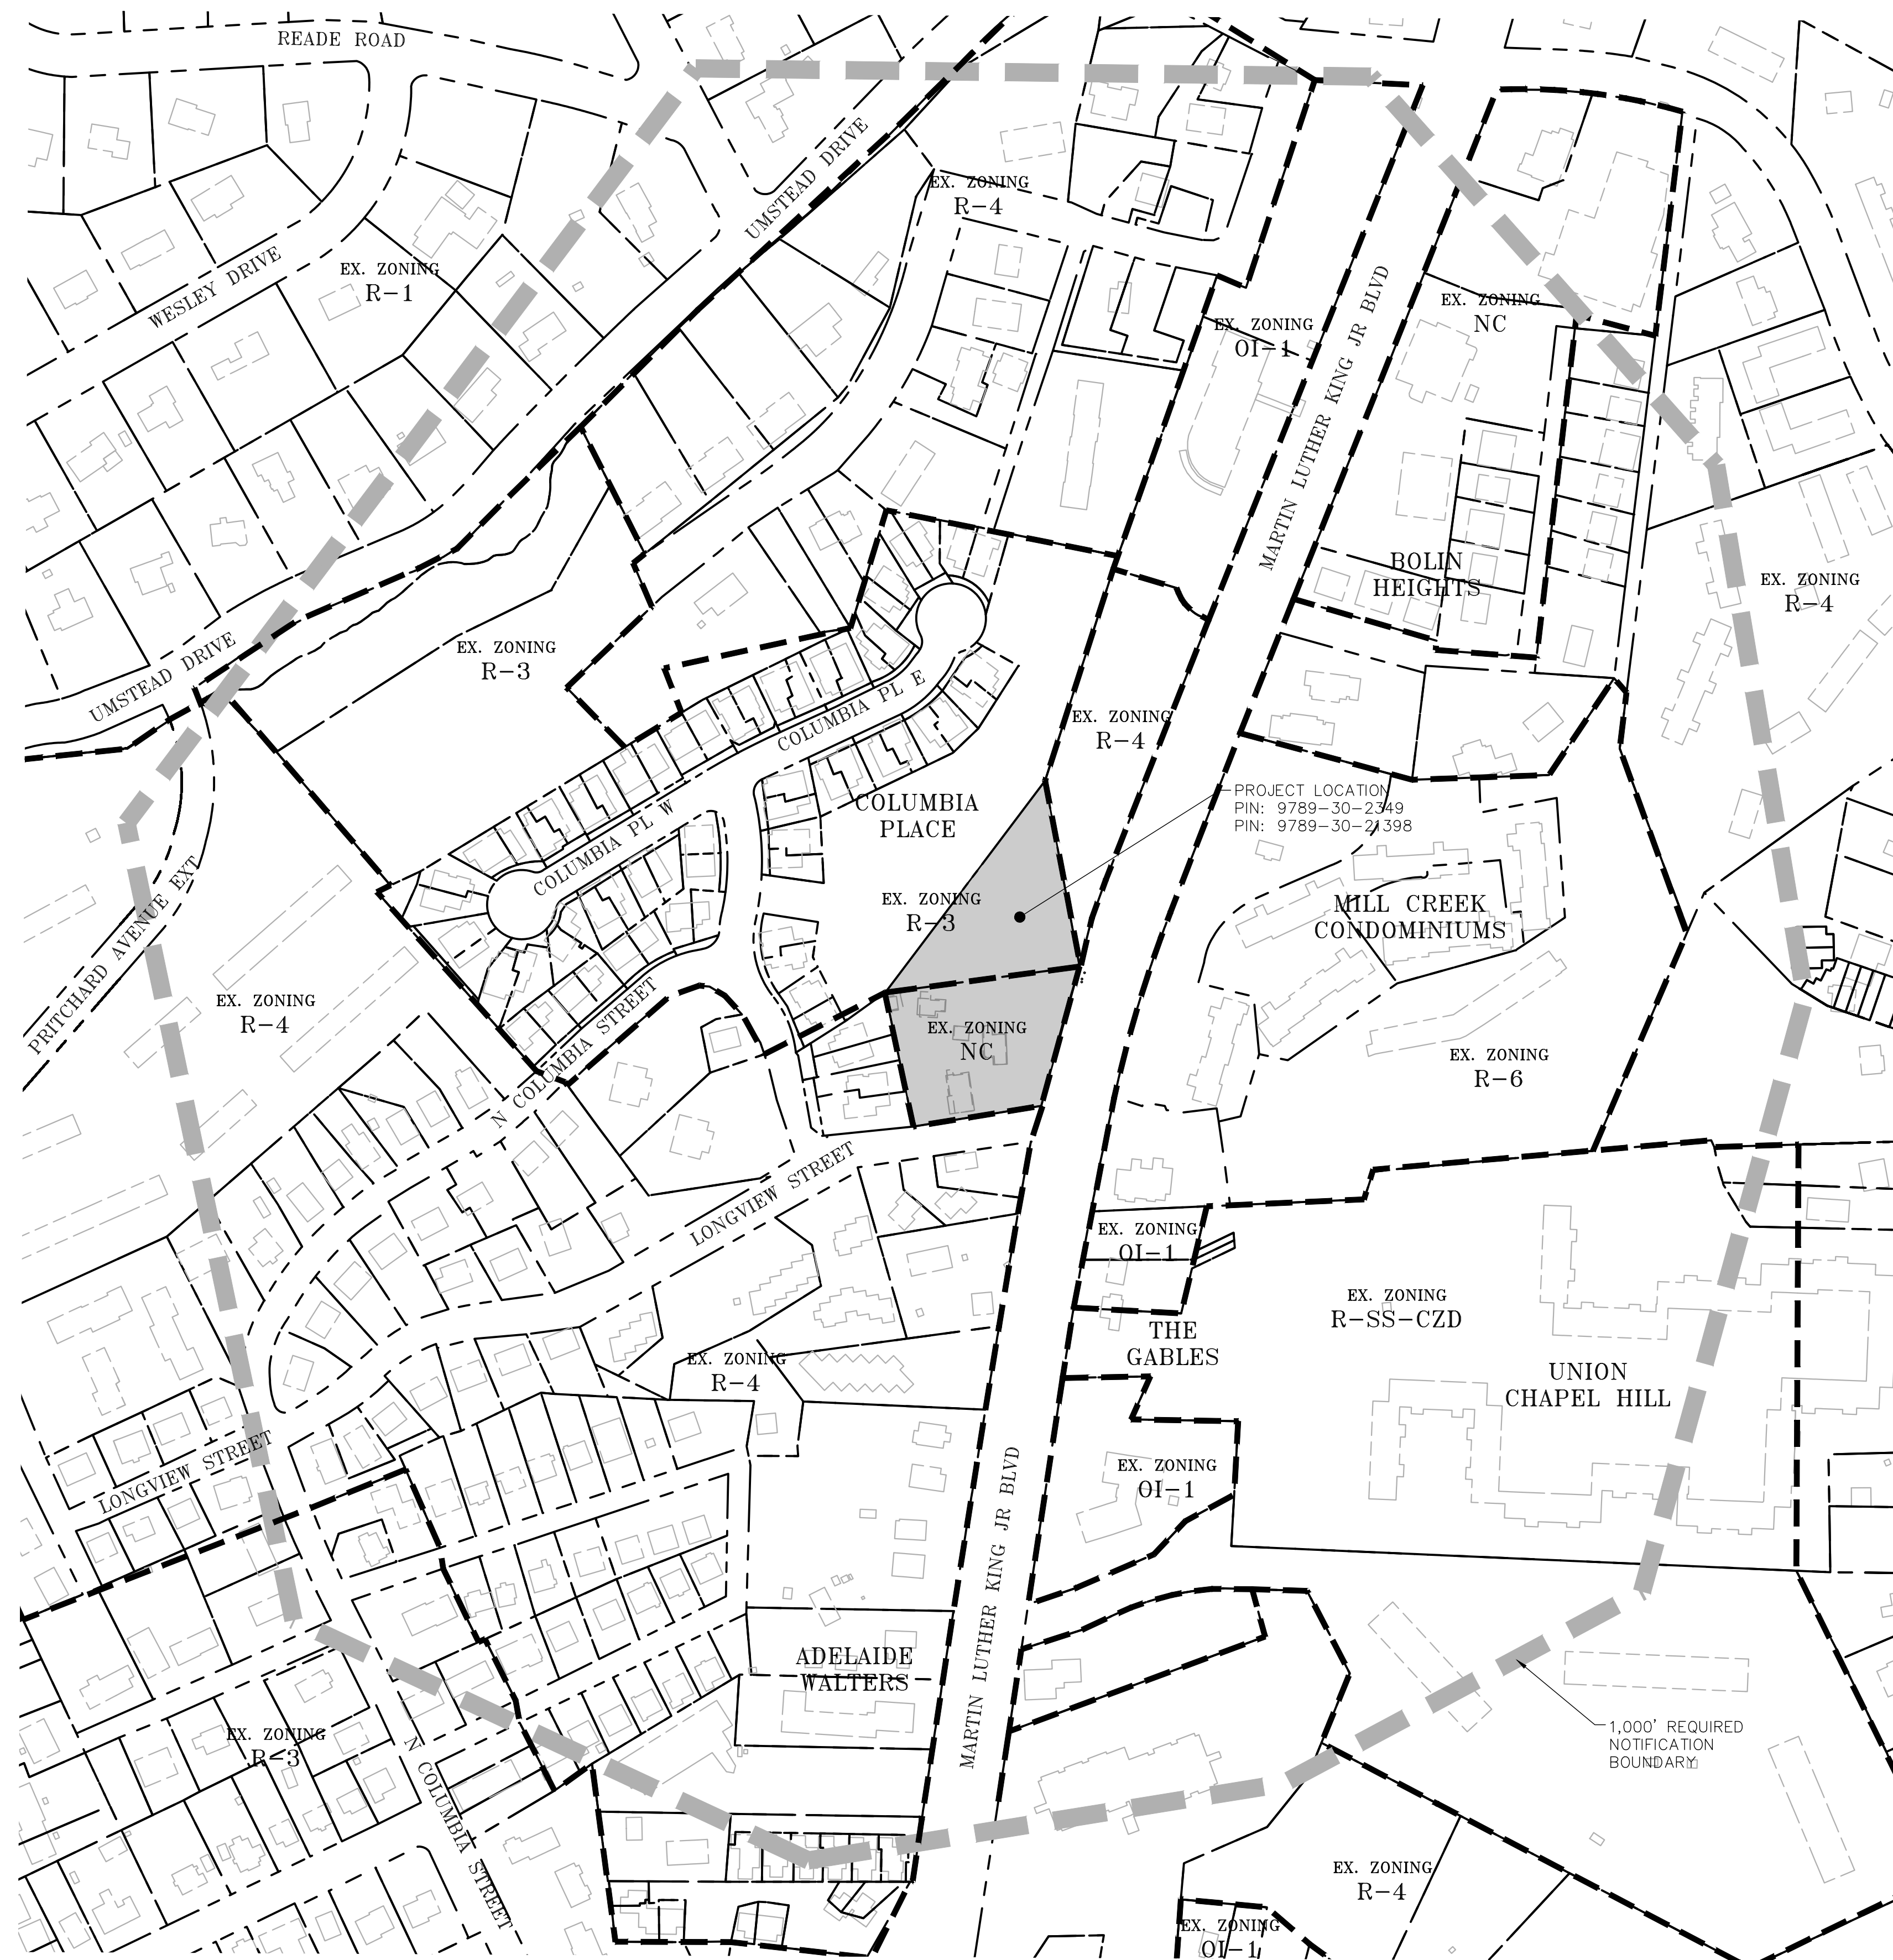 READE ROAD
UMSTEAD DRIVE
EX. ZONING
R-4
WESLEY DRIVE
EX. ZONING
R-1
MARTIN LUTHER KING JR BLVD
EX. ZONING
OI-1
EX. ZONING
NC
BOLIN
HEIGHTS
EX. ZONING
R-4
EX. ZONING
R-3
UMSTEAD DRIVE
COLUMBIA PL E
EX. ZONING
R-4
PROJECT LOCATION
PIN: 9789-30-2349
PIN: 9789-30-21398
COLUMBIA
PLACE
COLUMBIA PL W
EX. ZONING
R-3
MILL CREEK
CONDOMINIUMS
PRITCHARD AVENUE EXT
EX. ZONING
R-4
N COLUMBIA STREET
EX. ZONING
NC
EX. ZONING
R-6
LONGVIEW STREET
EX. ZONING
OI-1
EX. ZONING
R-SS-CZD
THE
GABLES
EX. ZONING
R-4
UNION
CHAPEL HILL
LONGVIEW STREET
EX. ZONING
OI-1
MARTIN LUTHER KING JR BLVD
ADELAIDE
WALTERS
EX. ZONING
R-3
N COLUMBIA STREET
1,000' REQUIRED
NOTIFICATION
BOUNDARY
EX. ZONING
R-4
EX. ZONING
OI-1